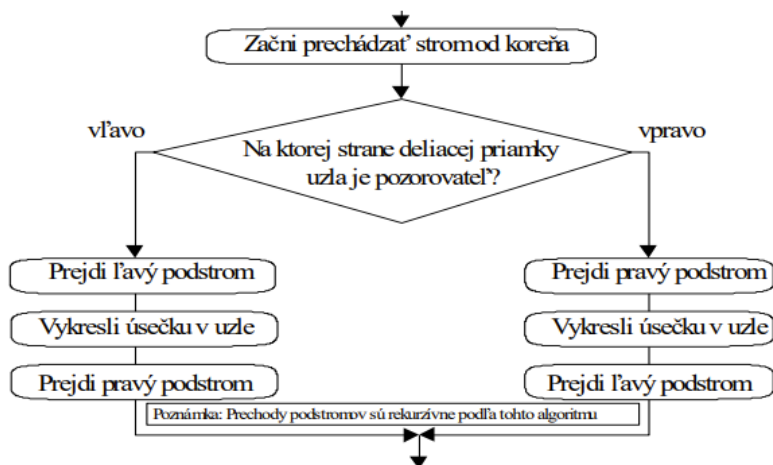 Začni prechádzať strom od koreňa
vľavo
vpravo
Na ktorej strane deliacej priamky
uzla je pozorovateľ?
Prejdi ľavý podstrom
Prejdi pravý podstrom
Vykresli úsečku v uzle
Vykresli úsečku v uzle
Prejdi pravý podstrom
Prejdi ľavý podstrom
Poznámka: Prechody podstromov sú rekurzívne podľa tohto algoritmu